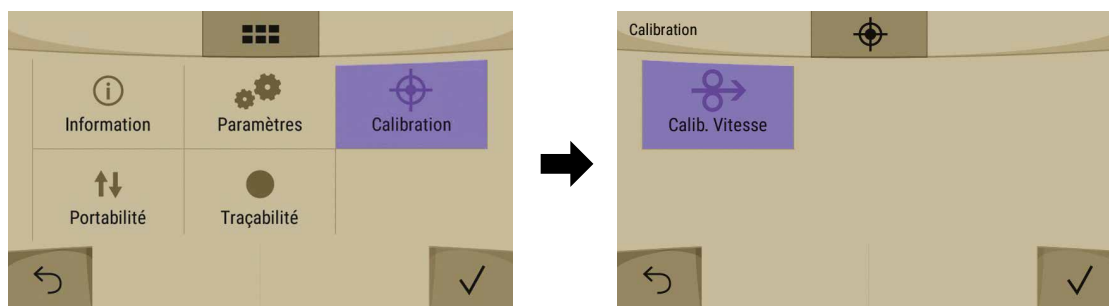 Information
Paramètres
Calibration
Portabilité
Traçabilité
Calibration
Calib. Vitesse